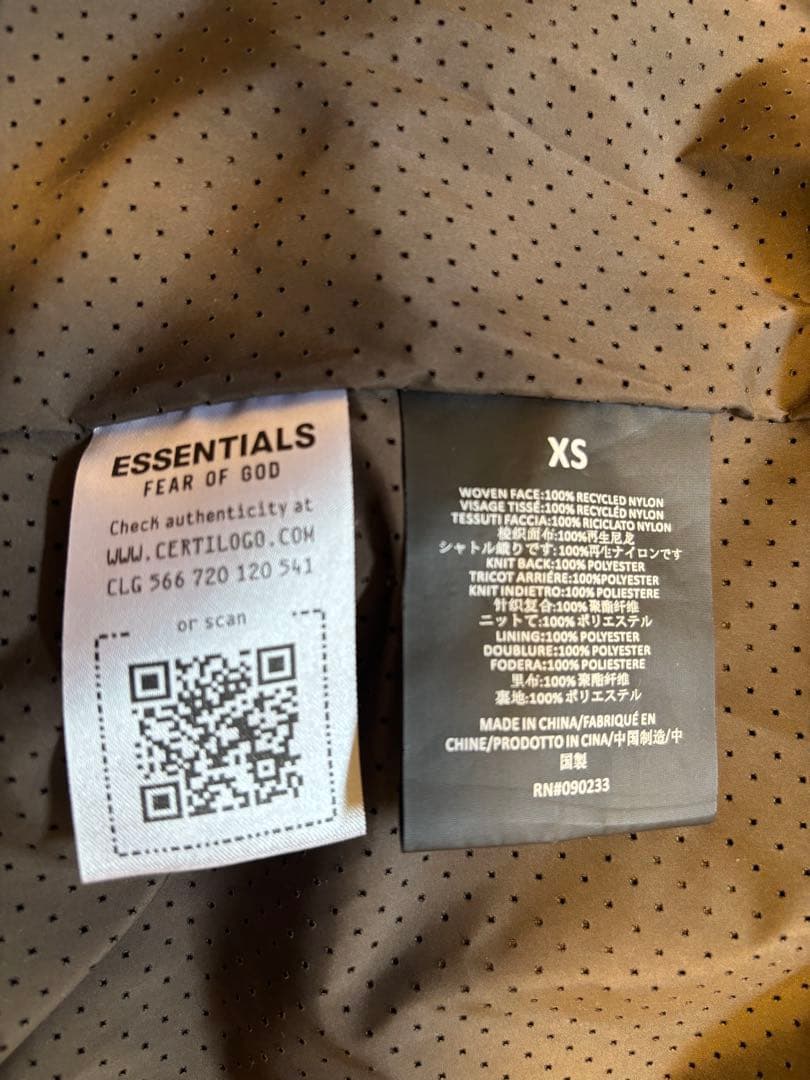 ESSENTIALS
FEAR OF GOD
Check authenticity at
WWW.CERTILOGO.COM
CLG 566 720 120 541
or scan
XS
WOVEN FACE:100% RECYCLED NYLON
VISAGE TISSÉ:100% RECYCLED NYLON
TESSUTI FACCIA:100% RICICLATO NYLON
梭织面布:100%再生尼龙
シャトル織りです:100%再生ナイロンです
KNIT BACK:100% POLYESTER
TRICOT ARRIÉRE:100%POLYESTER
KNIT INDIETRO:100% POLIESTERE
针织复合:100%聚酯纤维
ニットて:100%ポリエステル
LINING:100% POLYESTER
DOUBLURE:100% POLYESTER
FODERA:100% POLIESTERE
里布:100%聚酯纤维
裏地:100%ポリエステル
MADE IN CHINA/FABRIQUÉ EN
CHINE/PRODOTTO IN CINA/中国制造/中
国製
RN#090233